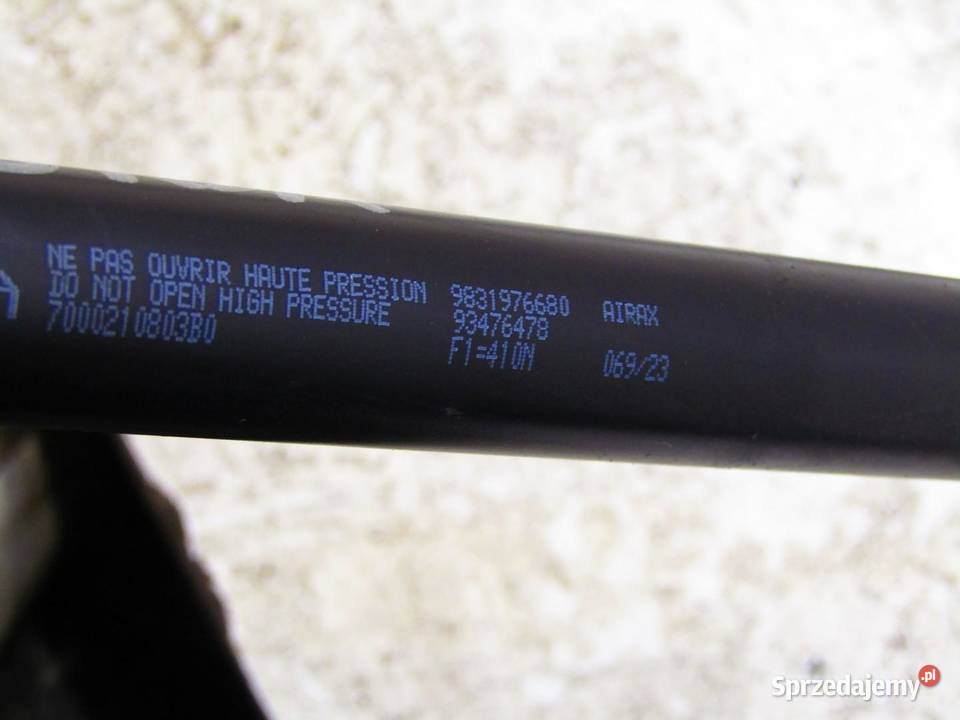 NE PAS OUVRIR HAUTE PRESSION 9831976680 AIRAX
DO NOT OPEN HIGH PRESSURE 93476478
7000210803B0 F1=410N 069/23
Sprzedajemy.pl